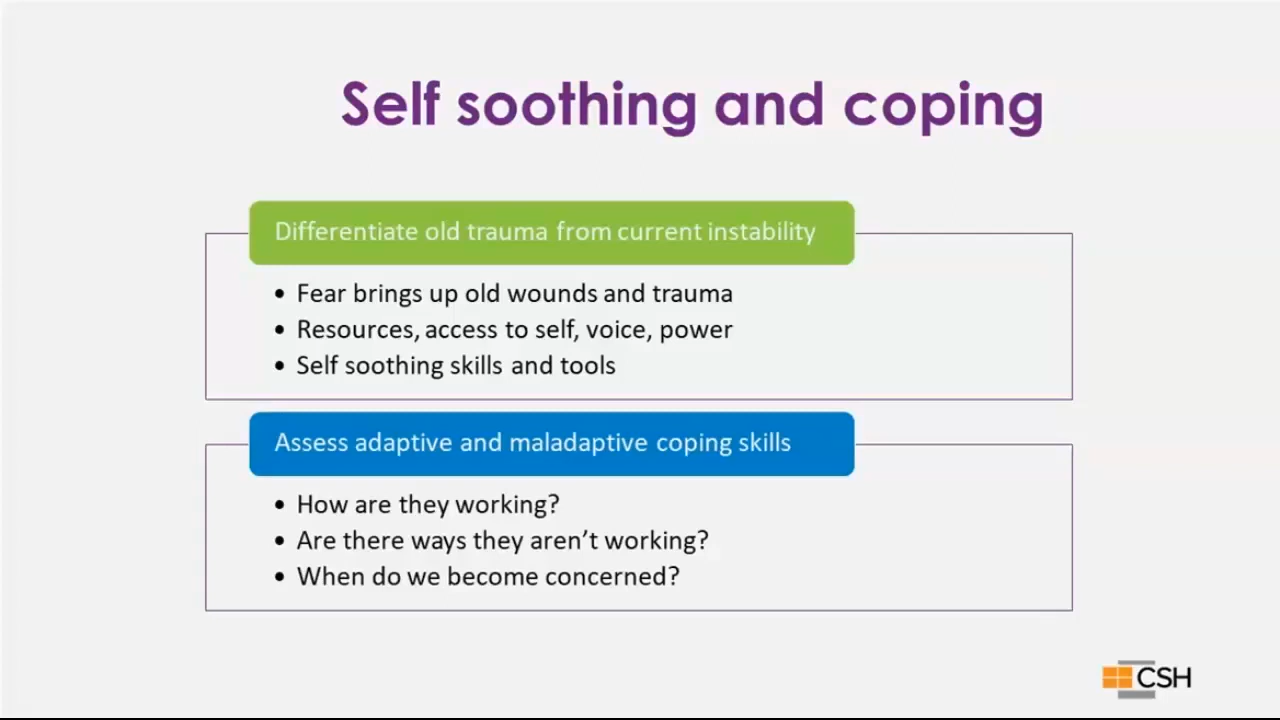 Self soothing and coping
Differentiate old trauma from current instability
• Fear brings up old wounds and trauma
• Resources, access to self, voice, power
• Self soothing skills and tools
Assess adaptive and maladaptive coping skills
• How are they working?
• Are there ways they aren’t working?
• When do we become concerned?
CSH